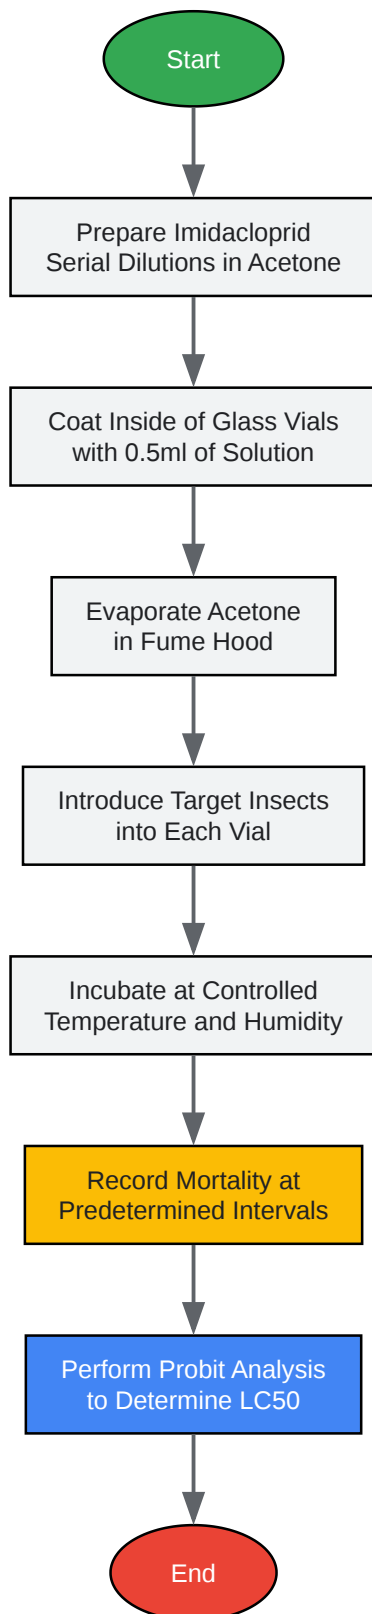 Start
Prepare Imidacloprid
Serial Dilutions in Acetone
Coat Inside of Glass Vials
with 0.5ml of Solution
Evaporate Acetone
in Fume Hood
Introduce Target Insects
into Each Vial
Incubate at Controlled
Temperature and Humidity
Record Mortality at
Predetermined Intervals
Perform Probit Analysis
to Determine LC50
End